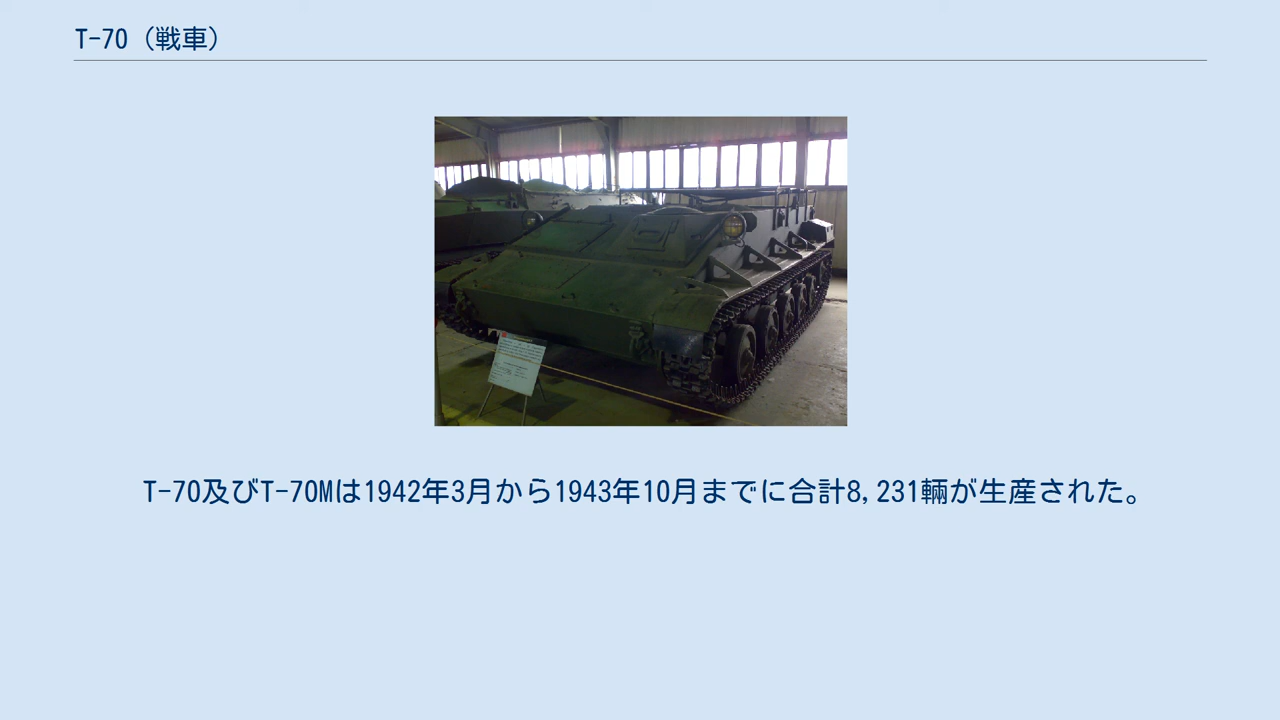 T-70（戦車）
T-70及びT-70Mは1942年3月から1943年10月までに合計8,231輛が生産された。